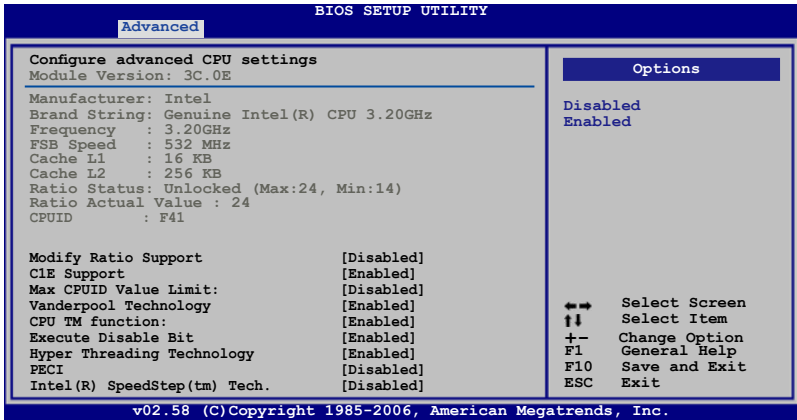 BIOS SETUP UTILITY
Advanced
Configure advanced CPU settings
Module Version: 3C.0E
Manufacturer: Intel
Brand String: Genuine Intel(R) CPU 3.20GHz
Frequency : 3.20GHz
FSB Speed : 532 MHz
Cache L1 : 16 KB
Cache L2 : 256 KB
Ratio Status: Unlocked (Max:24, Min:14)
Ratio Actual Value : 24
CPUID : F41
Modify Ratio Support [Disabled]
C1E Support [Enabled]
Max CPUID Value Limit: [Disabled]
Vanderpool Technology [Enabled]
CPU TM function: [Enabled]
Execute Disable Bit [Enabled]
Hyper Threading Technology [Enabled]
PECI [Disabled]
Intel(R) SpeedStep(tm) Tech. [Disabled]
Options
Disabled
Enabled
←→ Select Screen
↑↓ Select Item
+- Change Option
F1 General Help
F10 Save and Exit
ESC Exit
v02.58 (C)Copyright 1985-2006, American Megatrends, Inc.